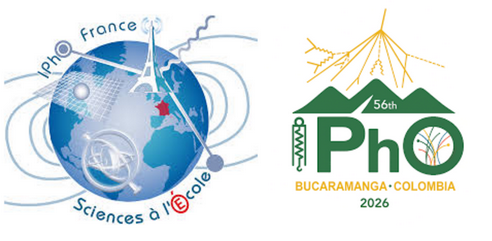 IPhO France
Sciences à l'École
56th
IPhO
BUCARAMANGA · COLOMBIA
2026